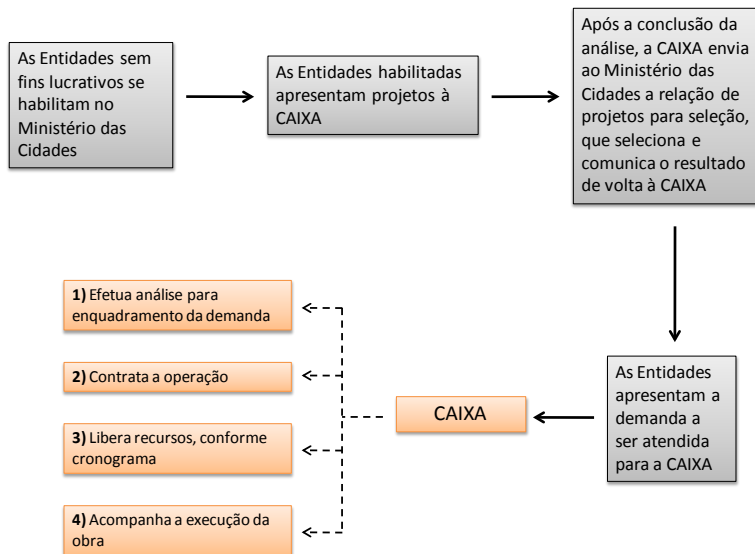 As Entidades sem
fins lucrativos se
habilitam no
Ministério das
Cidades
As Entidades habilitadas
apresentam projetos à
CAIXA
Após a conclusão da
análise, a CAIXA envia
ao Ministério das
Cidades a relação de
projetos para seleção,
que seleciona e
comunica o resultado
de volta à CAIXA
As Entidades
apresentam a
demanda a
ser atendida
para a CAIXA
CAIXA
1) Efetua análise para
enquadramento da demanda
2) Contrata a operação
3) Libera recursos, conforme
cronograma
4) Acompanha a execução da
obra